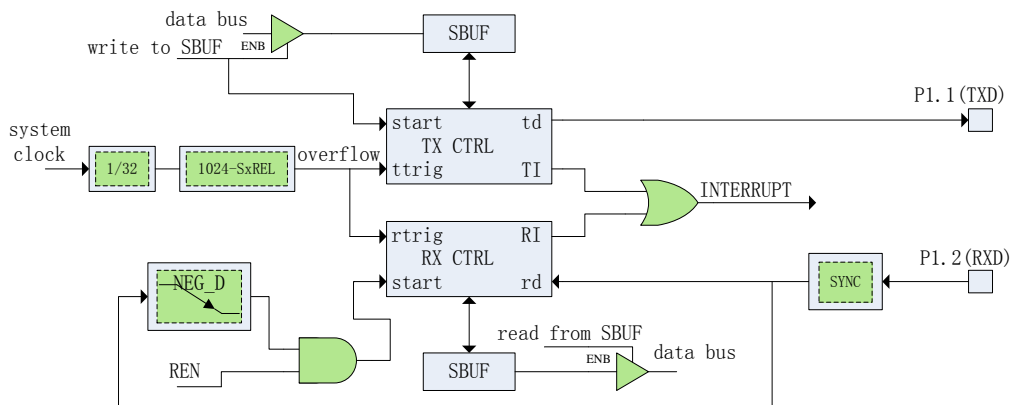 data bus
write to SBUF
ENB
SBUF
P1.1(TXD)
start
td
TX CTRL
ttrig
TI
system
clock
1/32
1024-SxREL
overflow
INTERRUPT
rtrig
RI
RX CTRL
start
rd
P1.2(RXD)
SYNC
NEG_D
read from SBUF
ENB
data bus
REN
SBUF